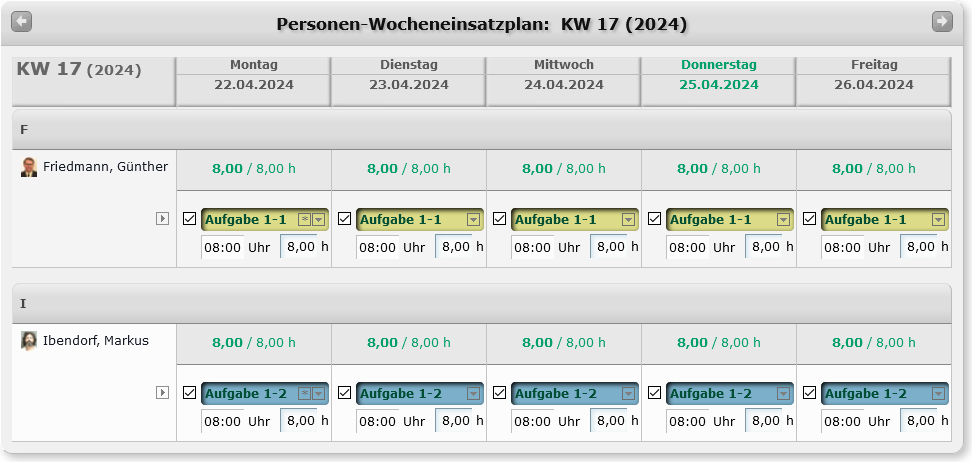 Personen-Wocheneinsatzplan: KW 17 (2024)
KW 17 (2024) Montag Dienstag Mittwoch Donnerstag Freitag
22.04.2024 23.04.2024 24.04.2024 25.04.2024 26.04.2024
F
Friedmann, Günther 8,00 / 8,00 h 8,00 / 8,00 h 8,00 / 8,00 h 8,00 / 8,00 h 8,00 / 8,00 h
Aufgabe 1-1 * Aufgabe 1-1 Aufgabe 1-1 Aufgabe 1-1 Aufgabe 1-1
08:00 Uhr 8,00 h 08:00 Uhr 8,00 h 08:00 Uhr 8,00 h 08:00 Uhr 8,00 h 08:00 Uhr 8,00 h
I
Ibendorf, Markus 8,00 / 8,00 h 8,00 / 8,00 h 8,00 / 8,00 h 8,00 / 8,00 h 8,00 / 8,00 h
Aufgabe 1-2 * Aufgabe 1-2 Aufgabe 1-2 Aufgabe 1-2 Aufgabe 1-2
08:00 Uhr 8,00 h 08:00 Uhr 8,00 h 08:00 Uhr 8,00 h 08:00 Uhr 8,00 h 08:00 Uhr 8,00 h